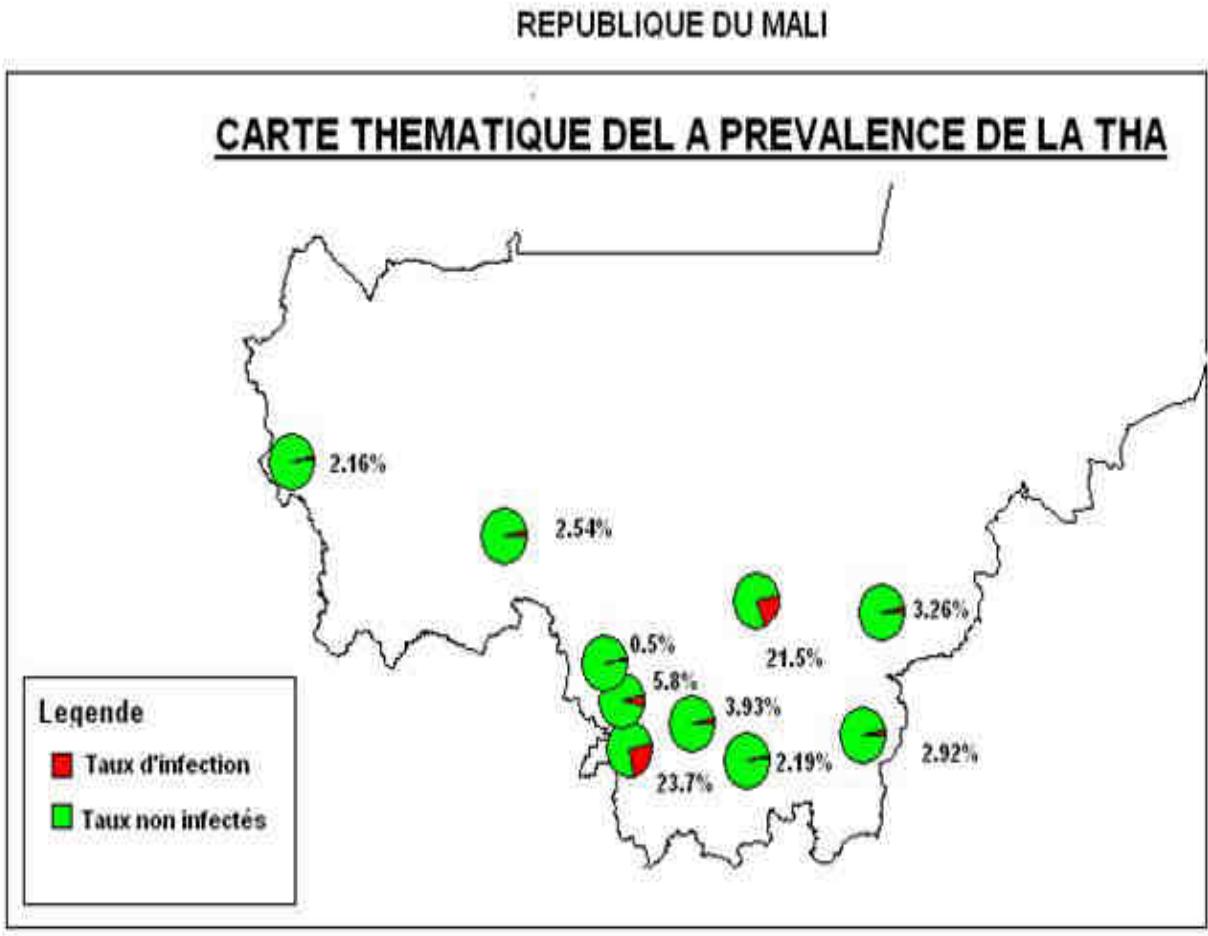 REPUBLIQUE DU MALI
CARTE THEMATIQUE DEL A PREVALENCE DE LA THA
2.16%
2.54%
3.26%
21.5%
0.5%
5.8%
3.93%
2.92%
2.19%
23.7%
Leqende
Taux d'infection
Taux non infectés